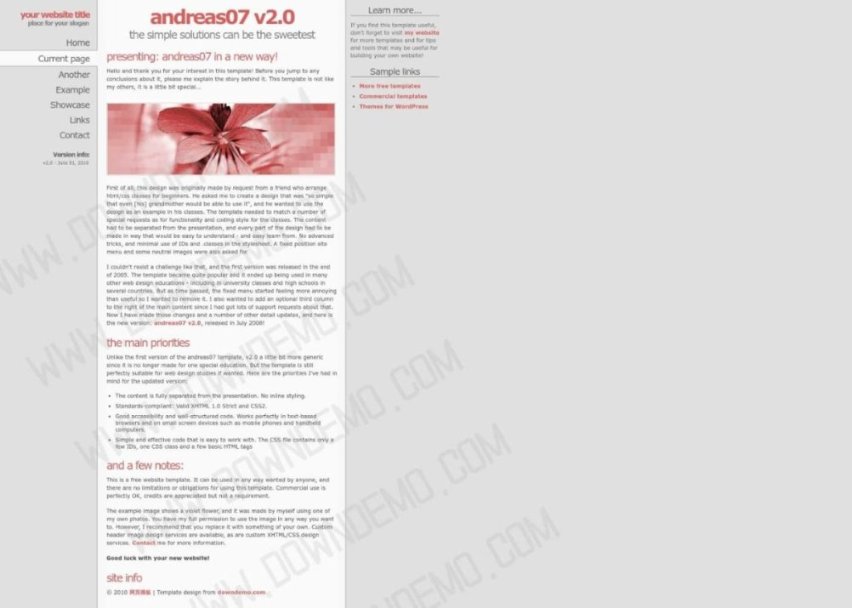 your website title
place for your slogan
Home
Current page
Another
Example
Showcase
Links
Contact
Version info:
andreas07 v2.0
the simple solutions can be the sweetest
presenting: andreas07 in a new way!
Hello and thank you for your interest in this template! Before you jump to any
conclusions about it, please me explain the story behind it. This template is not like
my others, it is a little bit special...
First of all, this design was originally made by request from a friend who arrange
html/css classes for beginners. He asked me to create a design that was "so simple
that even [his] grandmother would be able to use it", and he wanted to use the
design as an example in his classes. The template needed to match a number of
special requests as for functionality and coding style for the classes. The content
had to be separated from the presentation, and every part of the design had to be
made in way that would be easy to understand - and easy learn from. No advanced
tricks, and minimal use of IDs and .classes in the stylesheet. A fixed position site
menu and some neutral images were also asked for.
I couldn't resist a challenge like that, and the first version was released in the end
of 2005. The template became quite popular and it ended up being used in many
other web design educations - including in university classes and high schools in
several countries. But as time passed, the fixed menu started feeling more annoying
than useful so I wanted to remove it. I also wanted to add an optional third column
to the right of the main content since I had got lots of support requests about that.
Now I have made those changes and a number of other detail updates, and here is
the new version: andreas07 v2.0, released in July 2008!
the main priorities
Unlike the first version of the andreas07 template, v2.0 a little bit more generic
since it is no longer made for one special education. But the template is still
perfectly suitable for web design studies if wanted. Here are the priorities I've had in
mind for the updated version:
• The content is fully separated from the presentation. No inline styling.
• Standards-compliant: Valid XHTML 1.0 Strict and CSS2.
• Good accessibility and well-structured code. Works perfectly in text-based
browsers and on small screen devices such as mobile phones and handheld
computers.
• Simple and effective code that is easy to work with. The CSS file contains only a
few IDs, one CSS class and a few basic HTML tags
and a few notes:
This is a free website template. It can be used in any way wanted by anyone, and
there are no limitations or obligations for using this template. Commercial use is
perfectly OK, credits are appreciated but not a requirement.
The example image shows a violet flower, and it was made by myself using one of
my own photos. You have my full permission to use the image in any way you want
to. However, I recommend that you replace it with something of your own. Custom
header image design services are available, as are custom XHTML/CSS design
services. Contact me for more information.
Good luck with your new website!
site info
© 2010 网页模板 | Template design from downdemo.com
Learn more...
If you find this template useful,
don't forget to visit my website
for more templates and for tips
and tools that may be useful for
building your own website!
Sample links
• More free templates
• Commercial templates
• Themes for WordPress
WWW.DOWNDEMO.COM
WWW.DOWNDEMO.COM
WWW.DOWNDEMO.COM